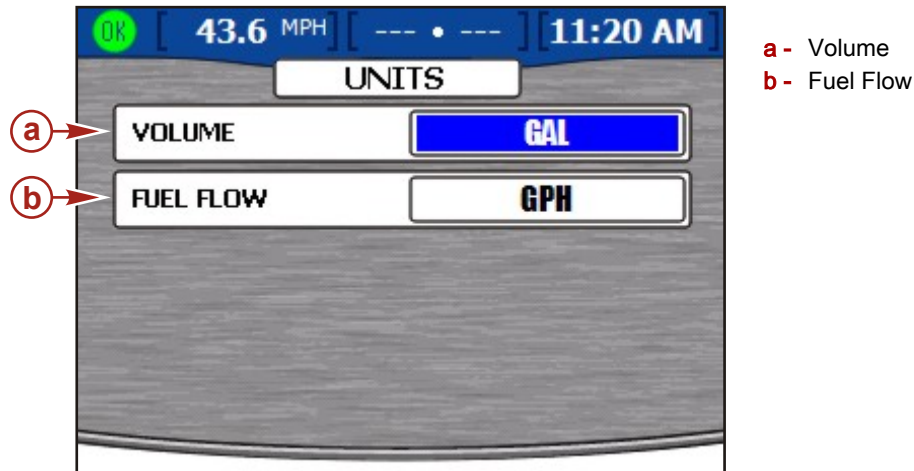 OK [ 43.6 MPH ] [ --- • --- ] [ 11:20 AM ]
UNITS
a VOLUME GAL
b FUEL FLOW GPH
a - Volume
b - Fuel Flow